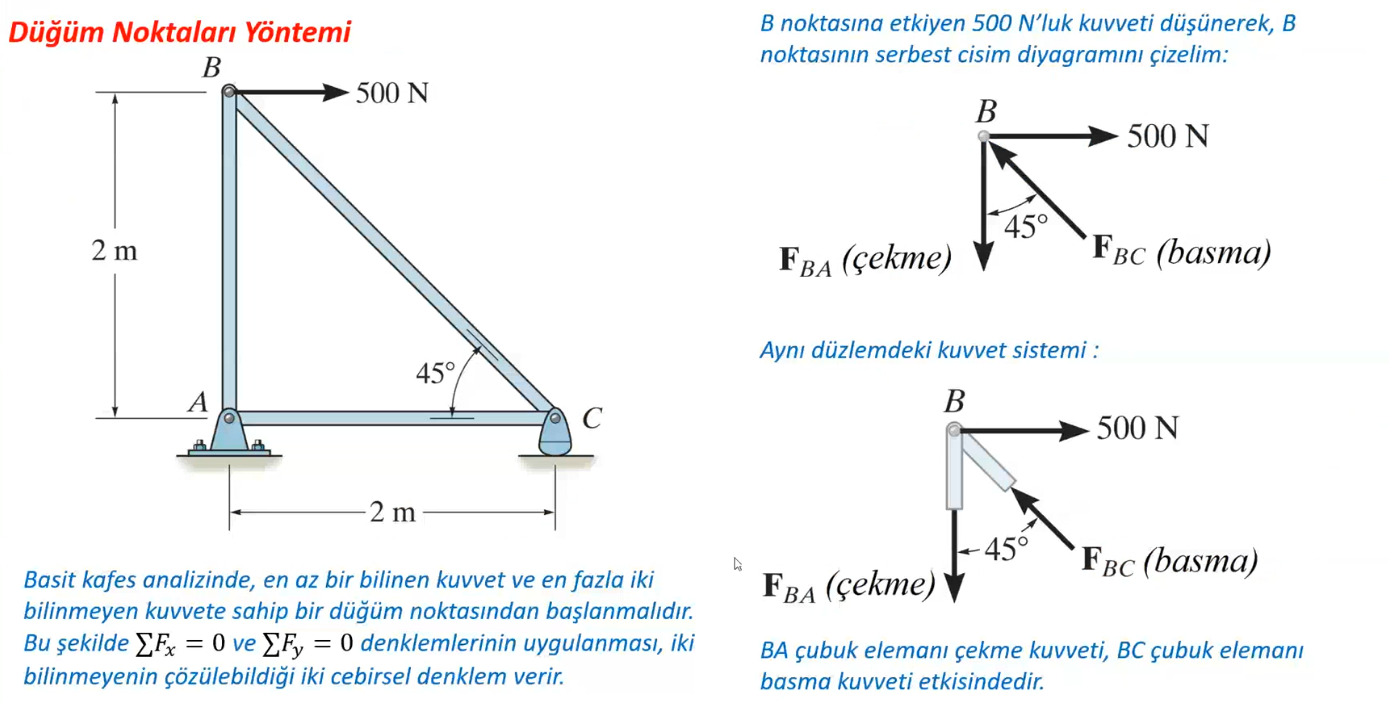 Düğüm Noktaları Yöntemi
B
500 N
2 m
45°
A
C
2 m
Basit kafes analizinde, en az bir bilinen kuvvet ve en fazla iki
bilinmeyen kuvvete sahip bir düğüm noktasından başlanmalıdır.
Bu şekilde ∑Fx = 0 ve ∑Fy = 0 denklemlerinin uygulanması, iki
bilinmeyenin çözülebildiği iki cebirsel denklem verir.
B noktasına etkiyen 500 N’luk kuvveti düşünerek, B
noktasının serbest cisim diyagramını çizelim:
B
500 N
45°
FBA (çekme)
FBC (basma)
Aynı düzlemdeki kuvvet sistemi :
B
500 N
45°
FBA (çekme)
FBC (basma)
BA çubuk elemanı çekme kuvveti, BC çubuk elemanı
basma kuvveti etkisindedir.